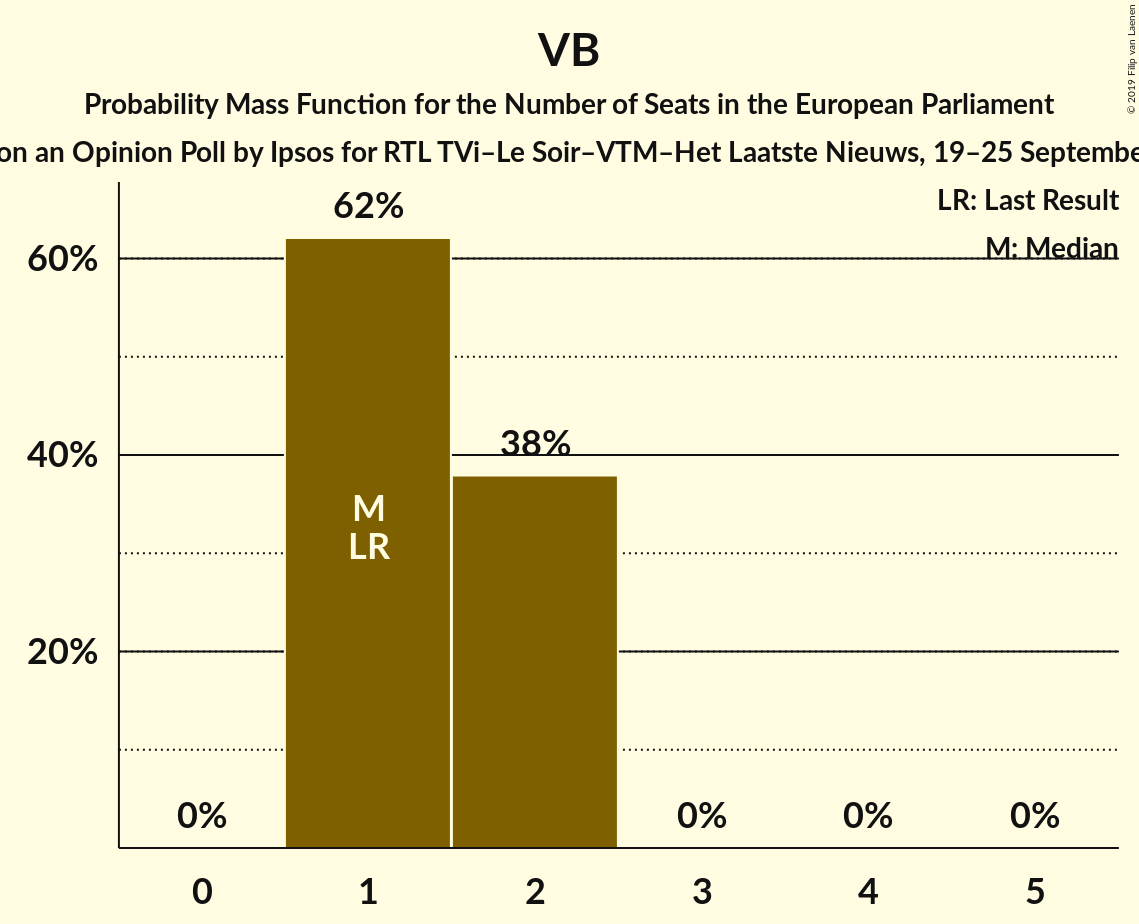 VB
Probability Mass Function for the Number of Seats in the European Parliament
on an Opinion Poll by Ipsos for RTL TVi–Le Soir–VTM–Het Laatste Nieuws, 19–25 Septembe
© 2019 Filip van Laenen
LR: Last Result
M: Median
62%
60%
38%
40%
M
LR
20%
0% 0% 0% 0%
0 1 2 3 4 5